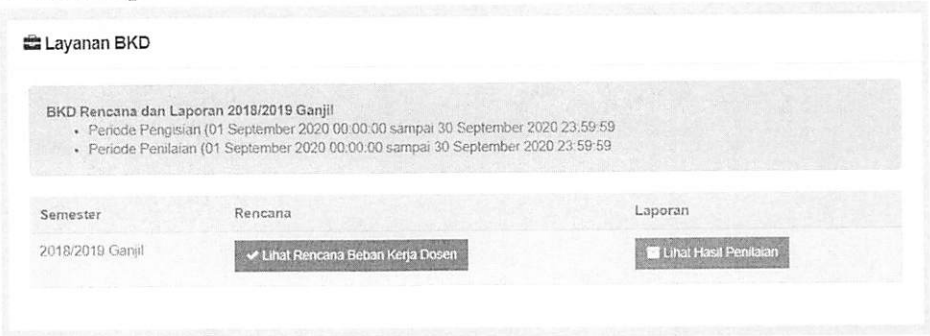 Layanan BKD
BKD Rencana dan Laporan 2018/2019 Ganjil
• Periode Pengisian (01 September 2020 00:00:00 sampai 30 September 2020 23:59:59
• Periode Penilaian (01 September 2020 00:00:00 sampai 30 September 2020 23:59:59
Semester Rencana Laporan
2018/2019 Ganjil Lihat Rencana Beban Kerja Dosen Lihat Hasil Penilaian